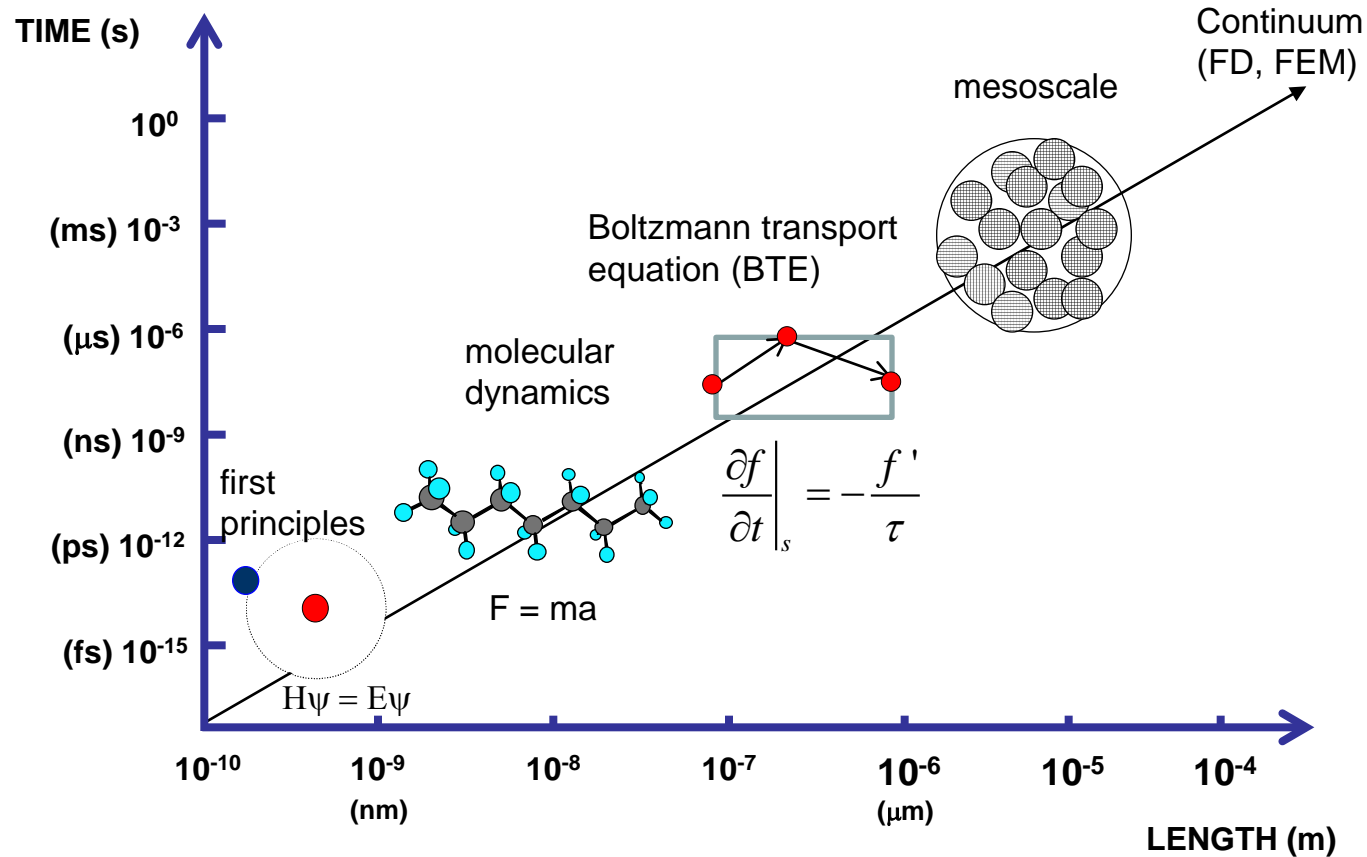 TIME (s)
Continuum
(FD, FEM)
mesoscale
10⁰
(ms) 10⁻³
Boltzmann transport
equation (BTE)
(μs) 10⁻⁶
molecular
dynamics
(ns) 10⁻⁹
∂f/∂t|ₛ = − f '/τ
first
principles
(ps) 10⁻¹²
F = ma
(fs) 10⁻¹⁵
Hψ = Eψ
10⁻¹⁰ 10⁻⁹ 10⁻⁸ 10⁻⁷ 10⁻⁶ 10⁻⁵ 10⁻⁴
(nm) (μm)
LENGTH (m)